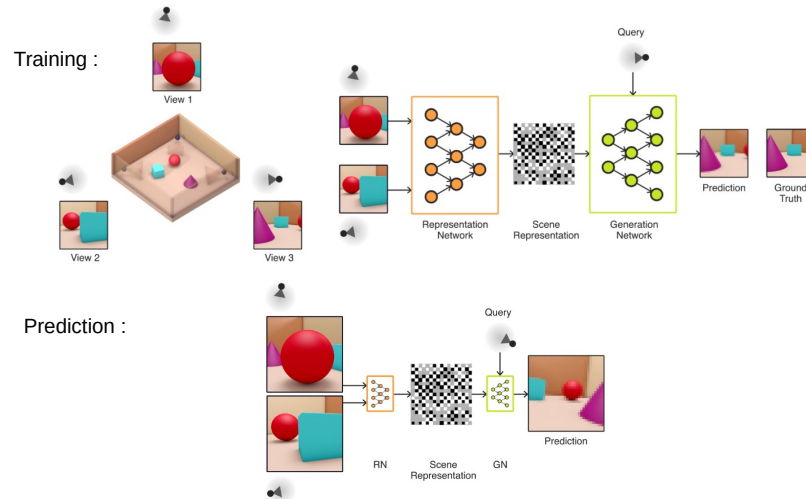 Training :
View 1
View 2
View 3
Query
Representation
Network
Scene
Representation
Generation
Network
Prediction
Ground
Truth
Prediction :
Query
RN
Scene
Representation
GN
Prediction